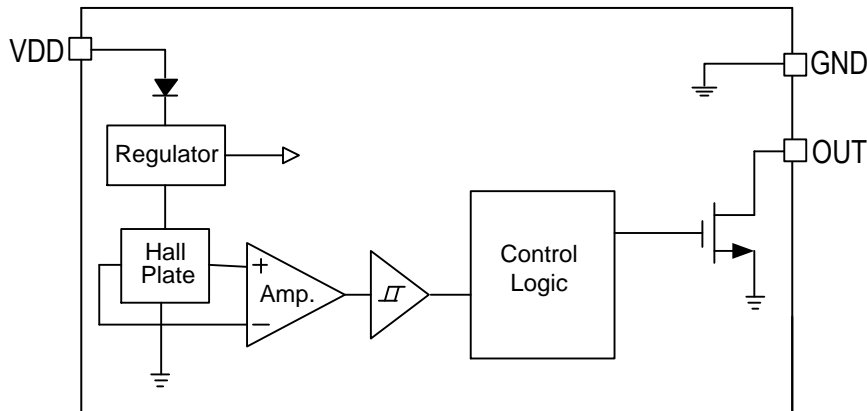 VDD
GND
OUT
Regulator
Hall
Plate
+
Amp.
−
Control
Logic